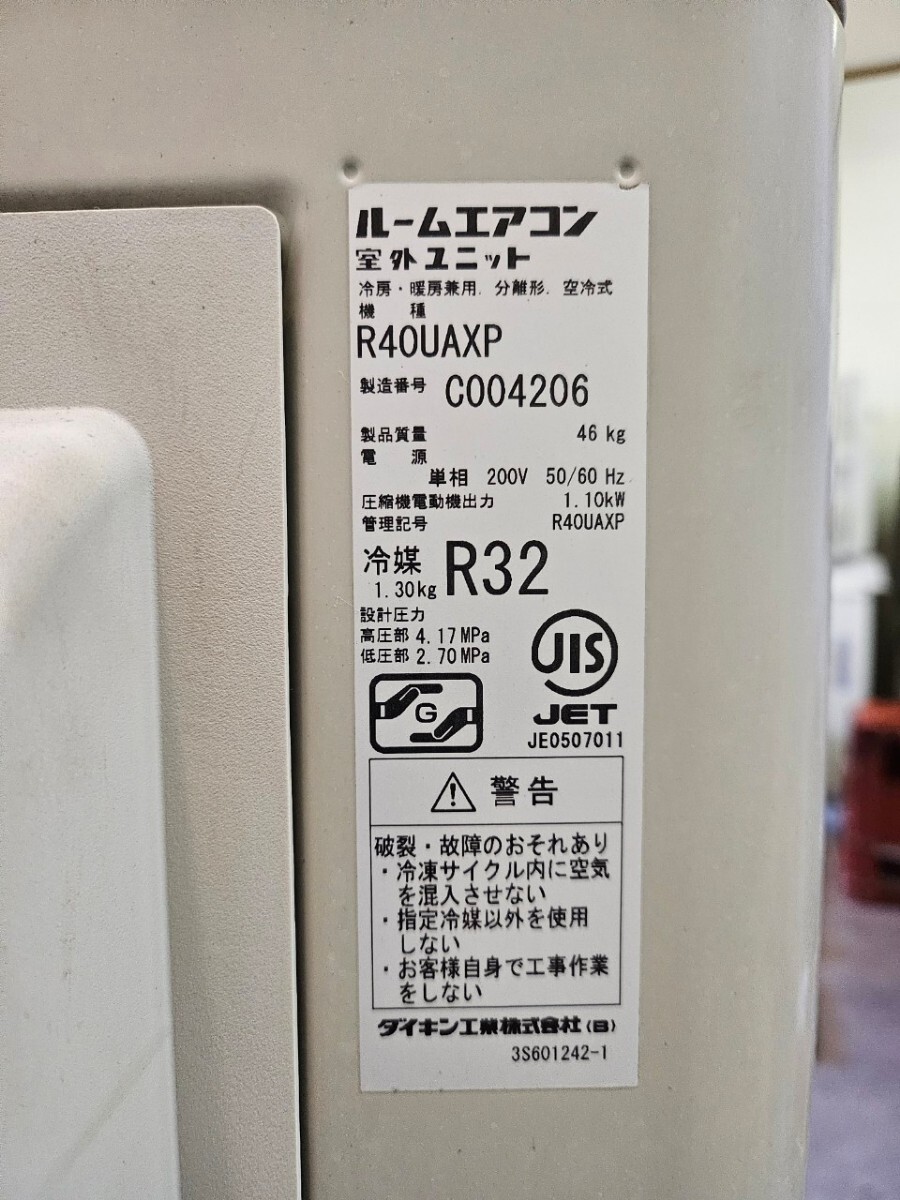 ルームエアコン
室外ユニット
冷房・暖房兼用. 分離形. 空冷式
機 種
R40UAXP
製造番号 C004206
製品質量 46 kg
電 源
単相 200V 50/60 Hz
圧縮機電動機出力 1.10kW
管理記号 R40UAXP
冷媒 R32
1.30kg
設計圧力
高圧部 4.17 MPa
低圧部 2.70 MPa
JIS
G
JET
JE0507011
警告
破裂・故障のおそれあり
・冷凍サイクル内に空気
を混入させない
・指定冷媒以外を使用
しない
・お客様自身で工事作業
をしない
ダイキン工業株式会社(B)
3S601242-1